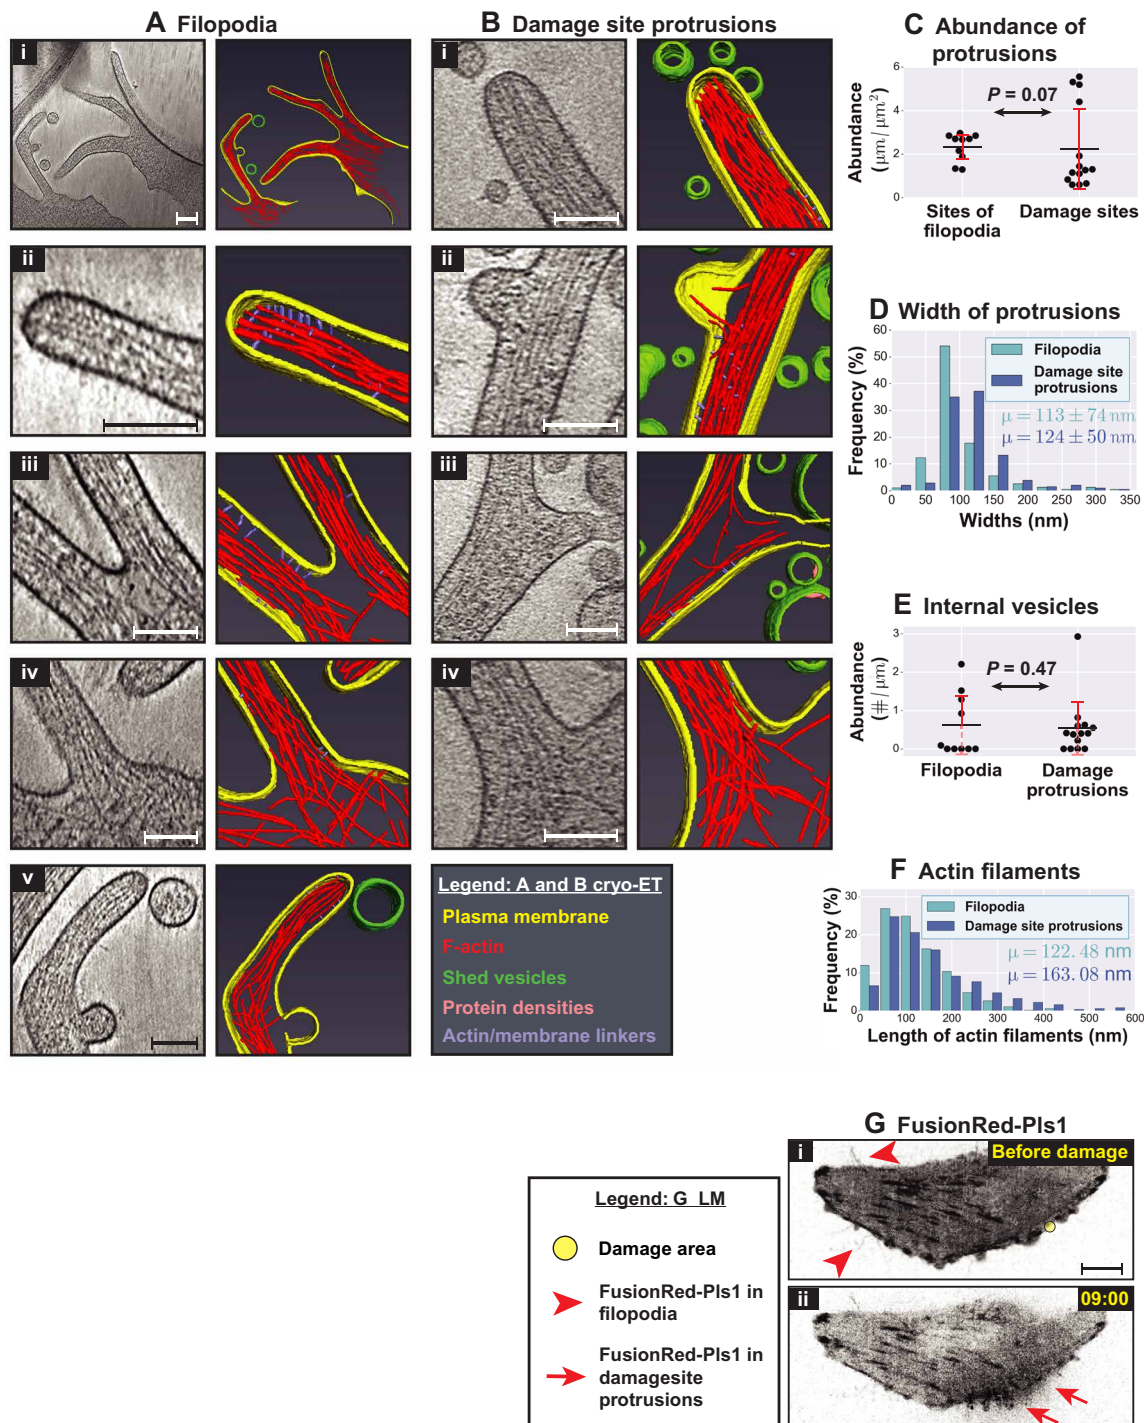 A Filopodia
i
ii
iii
iv
v
B Damage site protrusions
i
ii
iii
iv
Legend: A and B cryo-ET
Plasma membrane
F-actin
Shed vesicles
Protein densities
Actin/membrane linkers
C Abundance of
protrusions
Abundance
(μm/μm²)
6
4
2
0
P = 0.07
Sites of
filopodia
Damage sites
D Width of protrusions
Frequency (%)
60
50
40
30
20
10
0
Filopodia
Damage site
protrusions
μ = 113 ± 74 nm
μ = 124 ± 50 nm
0 50 100 150 200 250 300 350
Widths (nm)
E Internal vesicles
Abundance
(#/μm)
3
2
1
0
P = 0.47
Filopodia
Damage
protrusions
F Actin filaments
Frequency (%)
30
20
10
0
Filopodia
Damage site protrusions
μ = 122.48 nm
μ = 163.08 nm
0 100 200 300 400 500 600
Length of actin filaments (nm)
G FusionRed-Pls1
i
Before damage
ii
09:00
Legend: G LM
Damage area
FusionRed-Pls1 in
filopodia
FusionRed-Pls1 in
damagesite
protrusions